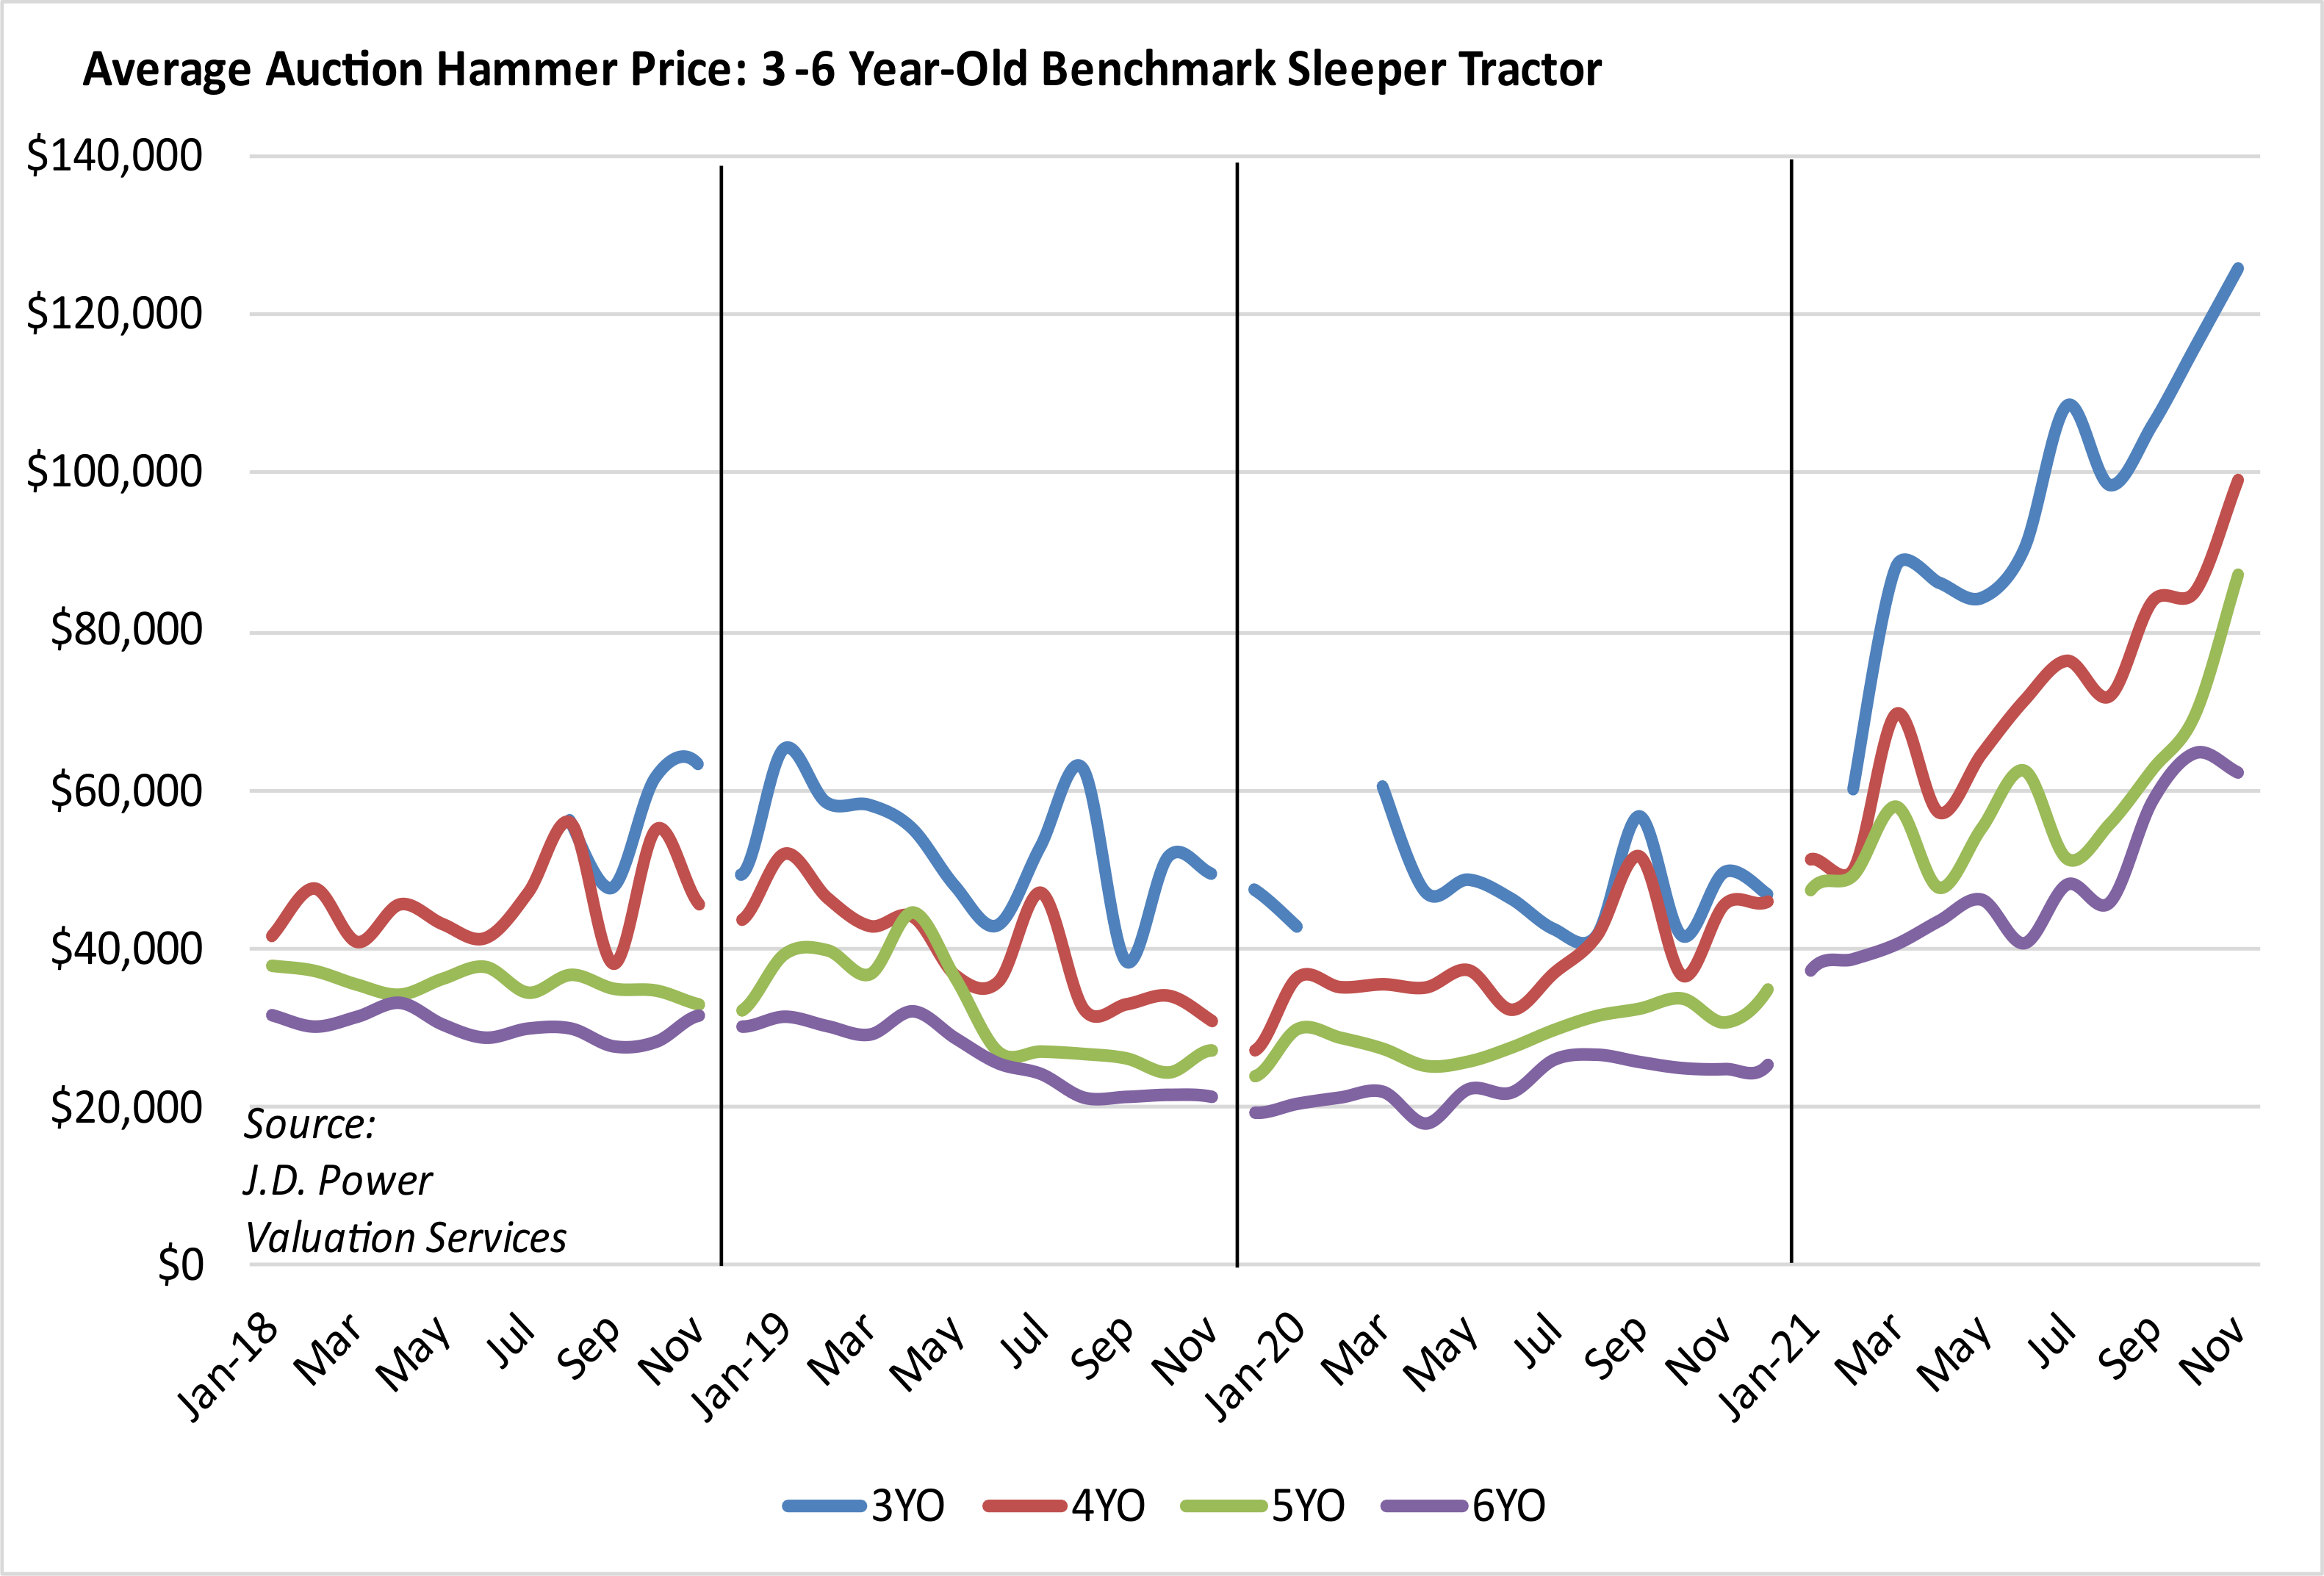 Average Auction Hammer Price: 3 -6 Year-Old Benchmark Sleeper Tractor
$140,000
$120,000
$100,000
$80,000
$60,000
$40,000
$20,000
$0
Source:
J.D. Power
Valuation Services
Jan-18 Mar May Jul Sep Nov Jan-19 Mar May Jul Sep Nov Jan-20 Mar May Jul Sep Nov Jan-21 Mar May Jul Sep Nov
3YO 4YO 5YO 6YO